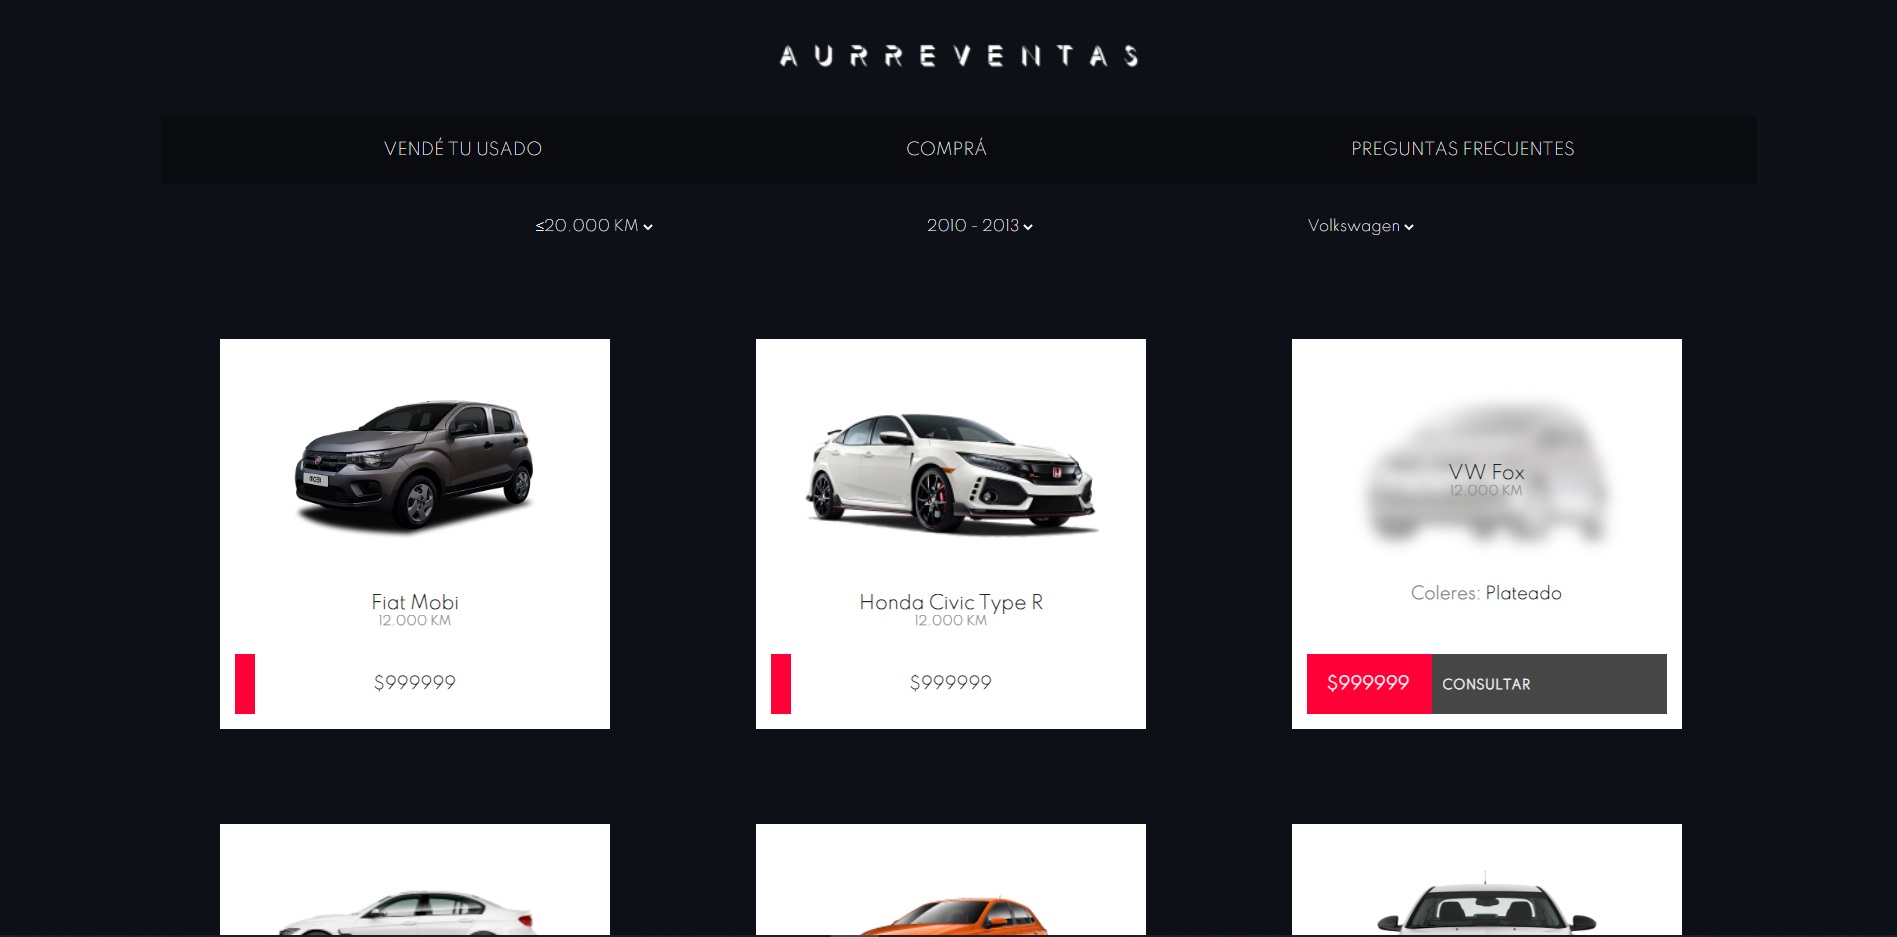 AURREVENTAS
VENDÉ TU USADO
COMPRÁ
PREGUNTAS FRECUENTES
≤20.000 KM
2010 - 2013
Volkswagen
Fiat Mobi
12.000 KM
$999999
Honda Civic Type R
12.000 KM
$999999
VW Fox
12.000 KM
Coleres: Plateado
$999999 CONSULTAR